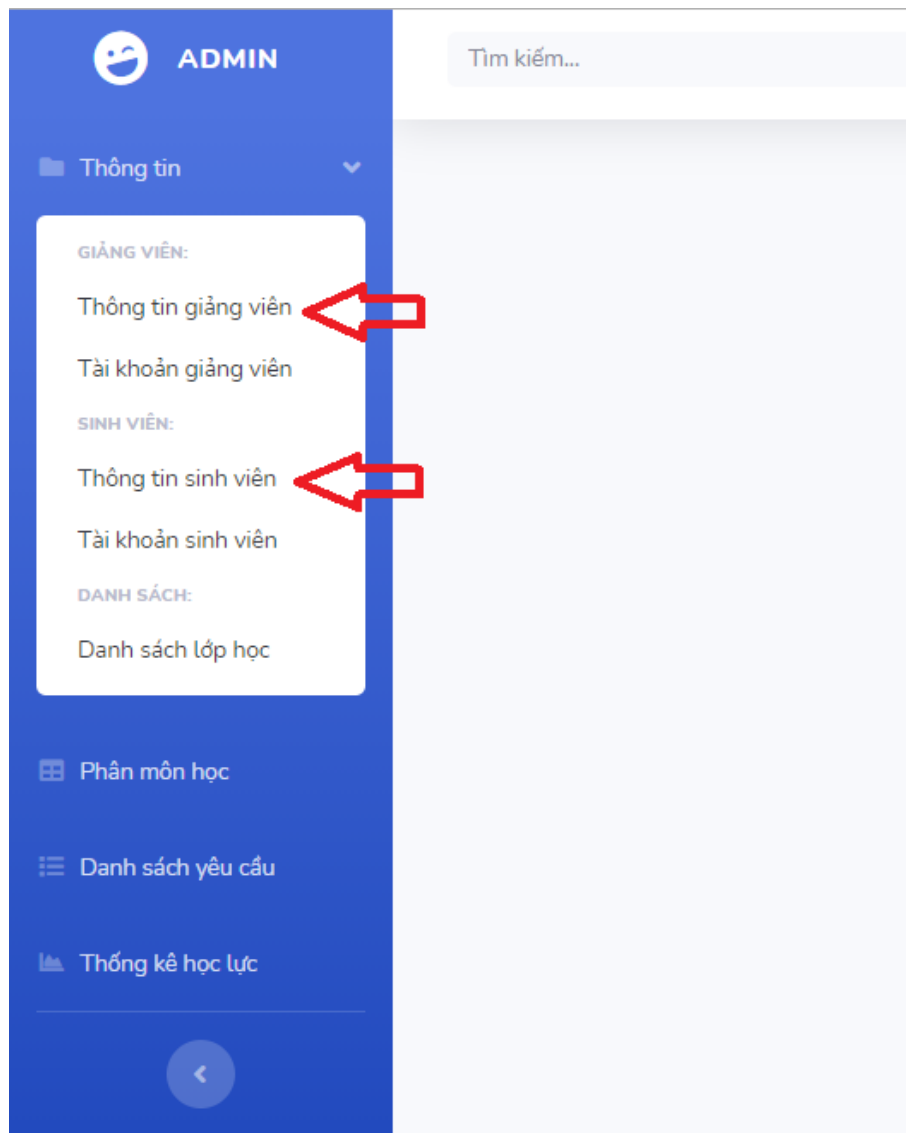 ADMIN
Tìm kiếm...
Thông tin
GIẢNG VIÊN:
Thông tin giảng viên
Tài khoản giảng viên
SINH VIÊN:
Thông tin sinh viên
Tài khoản sinh viên
DANH SÁCH:
Danh sách lớp học
Phân môn học
Danh sách yêu cầu
Thống kê học lực